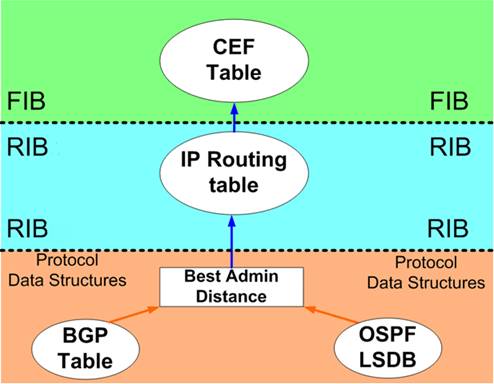 CEF
Table
FIB
FIB
RIB
RIB
IP Routing
table
RIB
RIB
Protocol
Data Structures
Protocol
Data Structures
Best Admin
Distance
BGP
Table
OSPF
LSDB